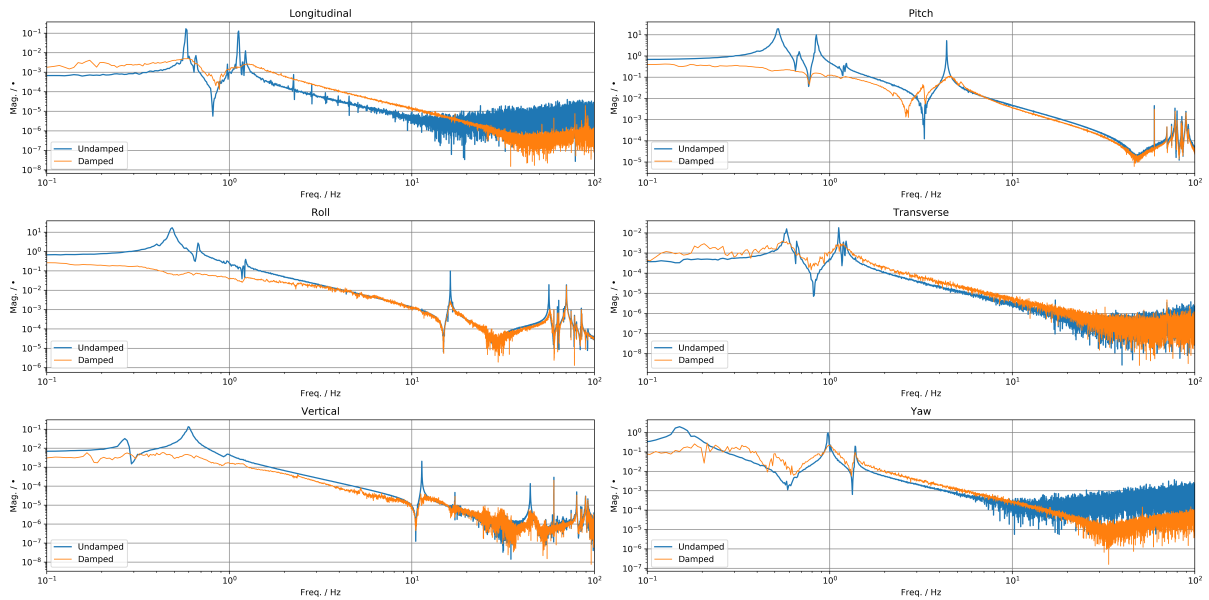 Longitudinal
10⁻¹
10⁻²
10⁻³
10⁻⁴
10⁻⁵
10⁻⁶
10⁻⁷
10⁻⁸
Mag. / •
Undamped
Damped
10⁻¹ 10⁰ 10¹ 10²
Freq. / Hz
Pitch
10¹
10⁰
10⁻¹
10⁻²
10⁻³
10⁻⁴
10⁻⁵
Mag. / •
Undamped
Damped
10⁻¹ 10⁰ 10¹ 10²
Freq. / Hz
Roll
10¹
10⁰
10⁻¹
10⁻²
10⁻³
10⁻⁴
10⁻⁵
10⁻⁶
Mag. / •
Undamped
Damped
10⁻¹ 10⁰ 10¹ 10²
Freq. / Hz
Transverse
10⁻²
10⁻³
10⁻⁴
10⁻⁵
10⁻⁶
10⁻⁷
10⁻⁸
Mag. / •
Undamped
Damped
10⁻¹ 10⁰ 10¹ 10²
Freq. / Hz
Vertical
10⁻¹
10⁻²
10⁻³
10⁻⁴
10⁻⁵
10⁻⁶
10⁻⁷
10⁻⁸
Mag. / •
Undamped
Damped
10⁻¹ 10⁰ 10¹ 10²
Freq. / Hz
Yaw
10⁰
10⁻¹
10⁻²
10⁻³
10⁻⁴
10⁻⁵
10⁻⁶
10⁻⁷
Mag. / •
Undamped
Damped
10⁻¹ 10⁰ 10¹ 10²
Freq. / Hz